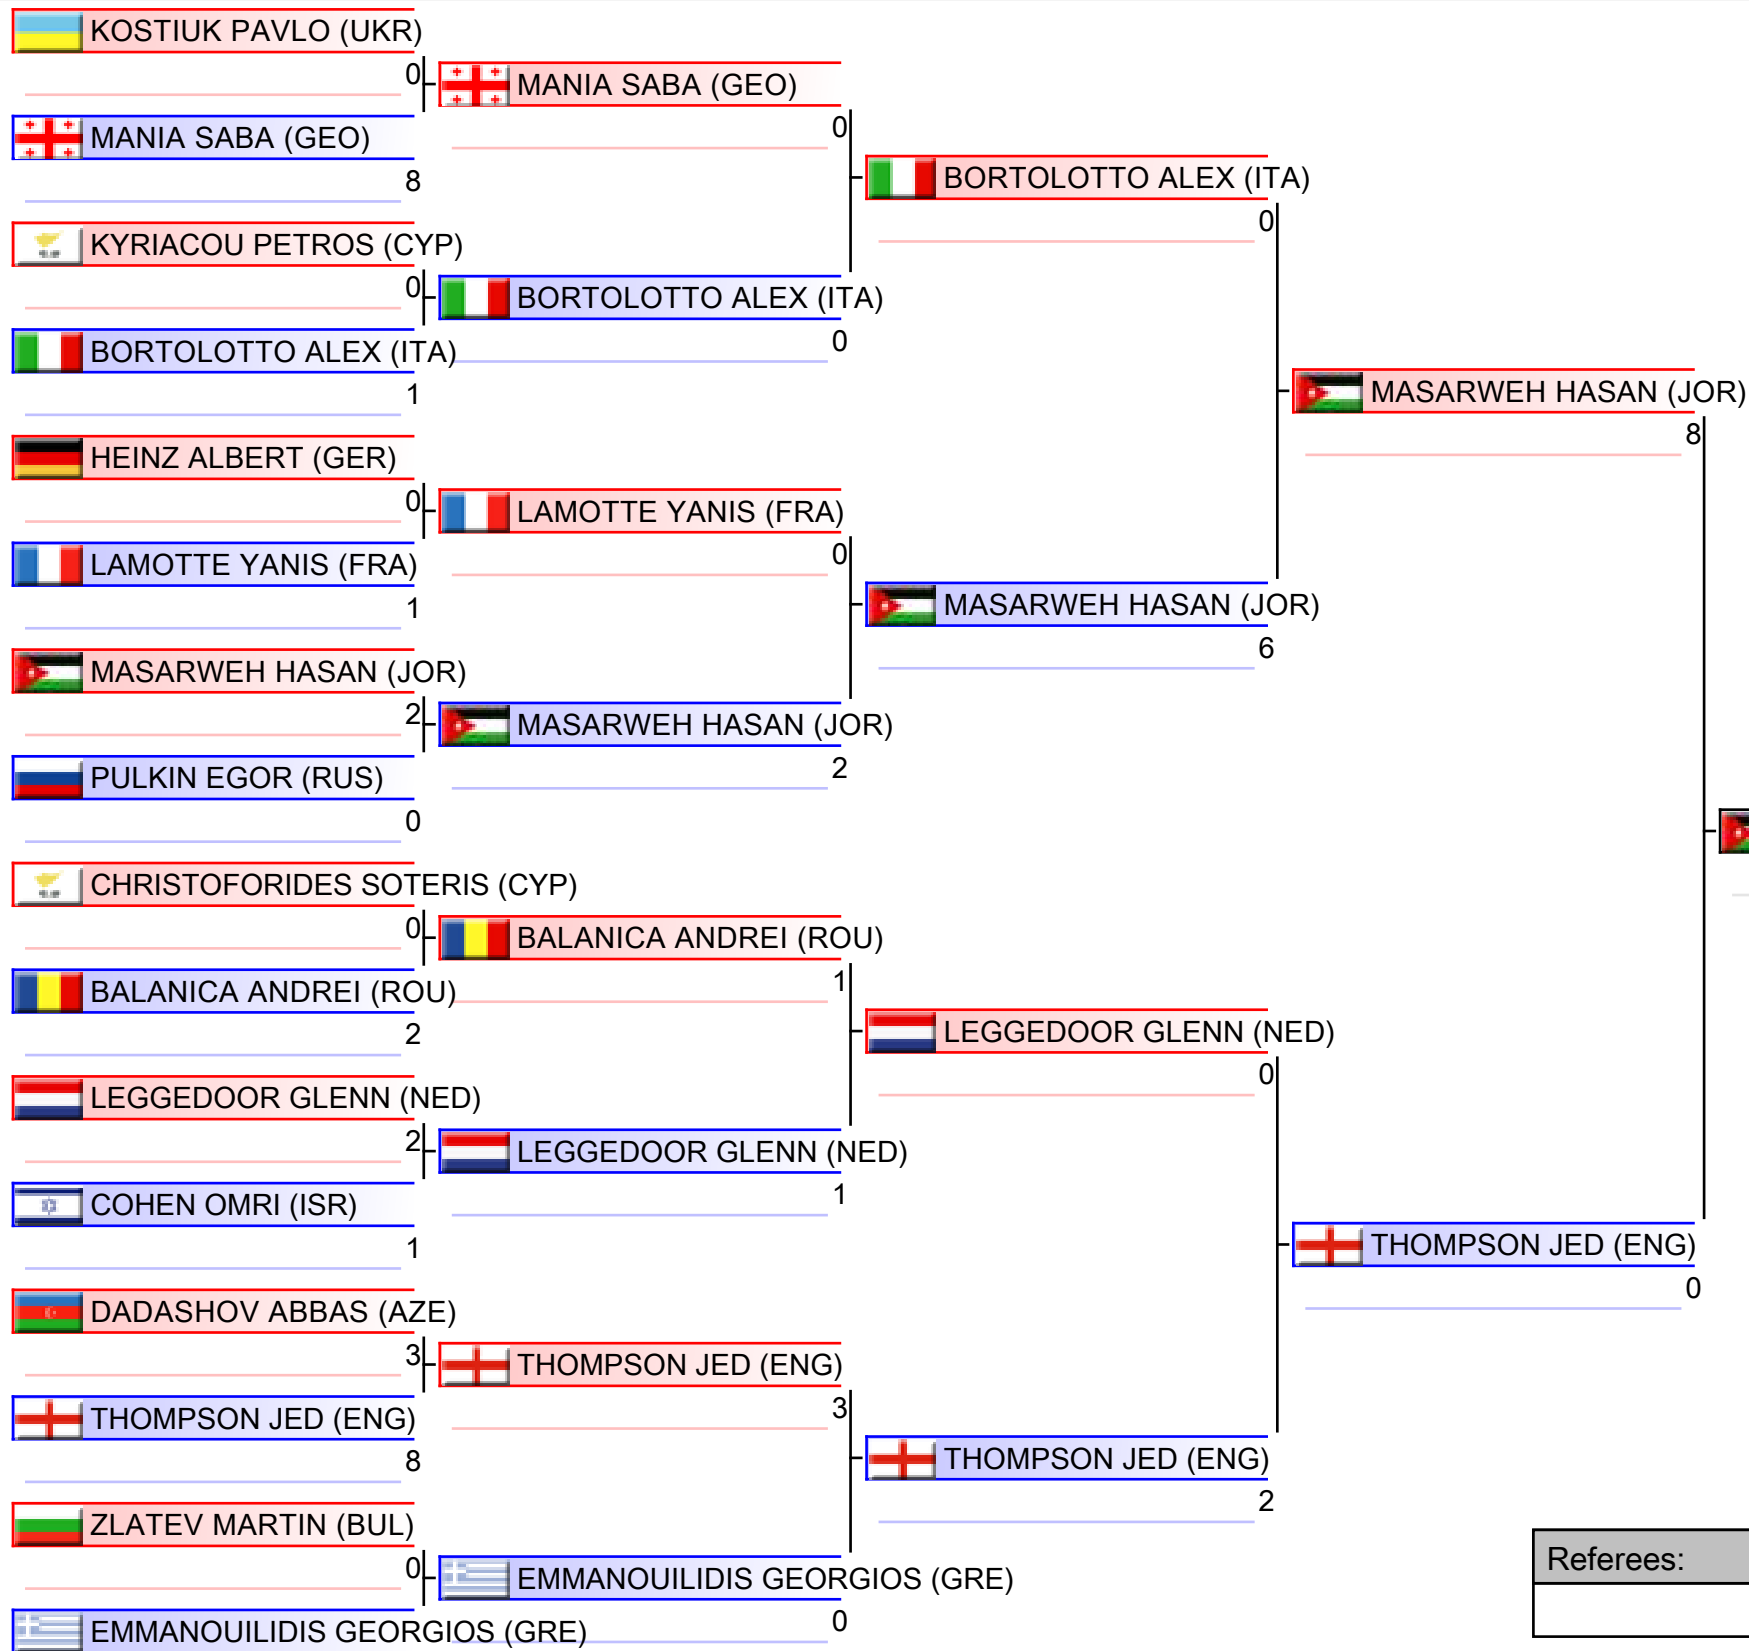 KOSTIUK PAVLO (UKR)
0
MANIA SABA (GEO)
8
KYRIACOU PETROS (CYP)
0
BORTOLOTTO ALEX (ITA)
1
HEINZ ALBERT (GER)
0
LAMOTTE YANIS (FRA)
1
MASARWEH HASAN (JOR)
2
PULKIN EGOR (RUS)
0
CHRISTOFORIDES SOTERIS (CYP)
0
BALANICA ANDREI (ROU)
2
LEGGEDOOR GLENN (NED)
2
COHEN OMRI (ISR)
1
DADASHOV ABBAS (AZE)
3
THOMPSON JED (ENG)
8
ZLATEV MARTIN (BUL)
0
EMMANOUILIDIS GEORGIOS (GRE)
MANIA SABA (GEO)
0
BORTOLOTTO ALEX (ITA)
0
LAMOTTE YANIS (FRA)
0
MASARWEH HASAN (JOR)
2
BALANICA ANDREI (ROU)
1
LEGGEDOOR GLENN (NED)
1
THOMPSON JED (ENG)
3
EMMANOUILIDIS GEORGIOS (GRE)
0
BORTOLOTTO ALEX (ITA)
0
MASARWEH HASAN (JOR)
6
LEGGEDOOR GLENN (NED)
0
THOMPSON JED (ENG)
2
MASARWEH HASAN (JOR)
8
THOMPSON JED (ENG)
0
Referees: